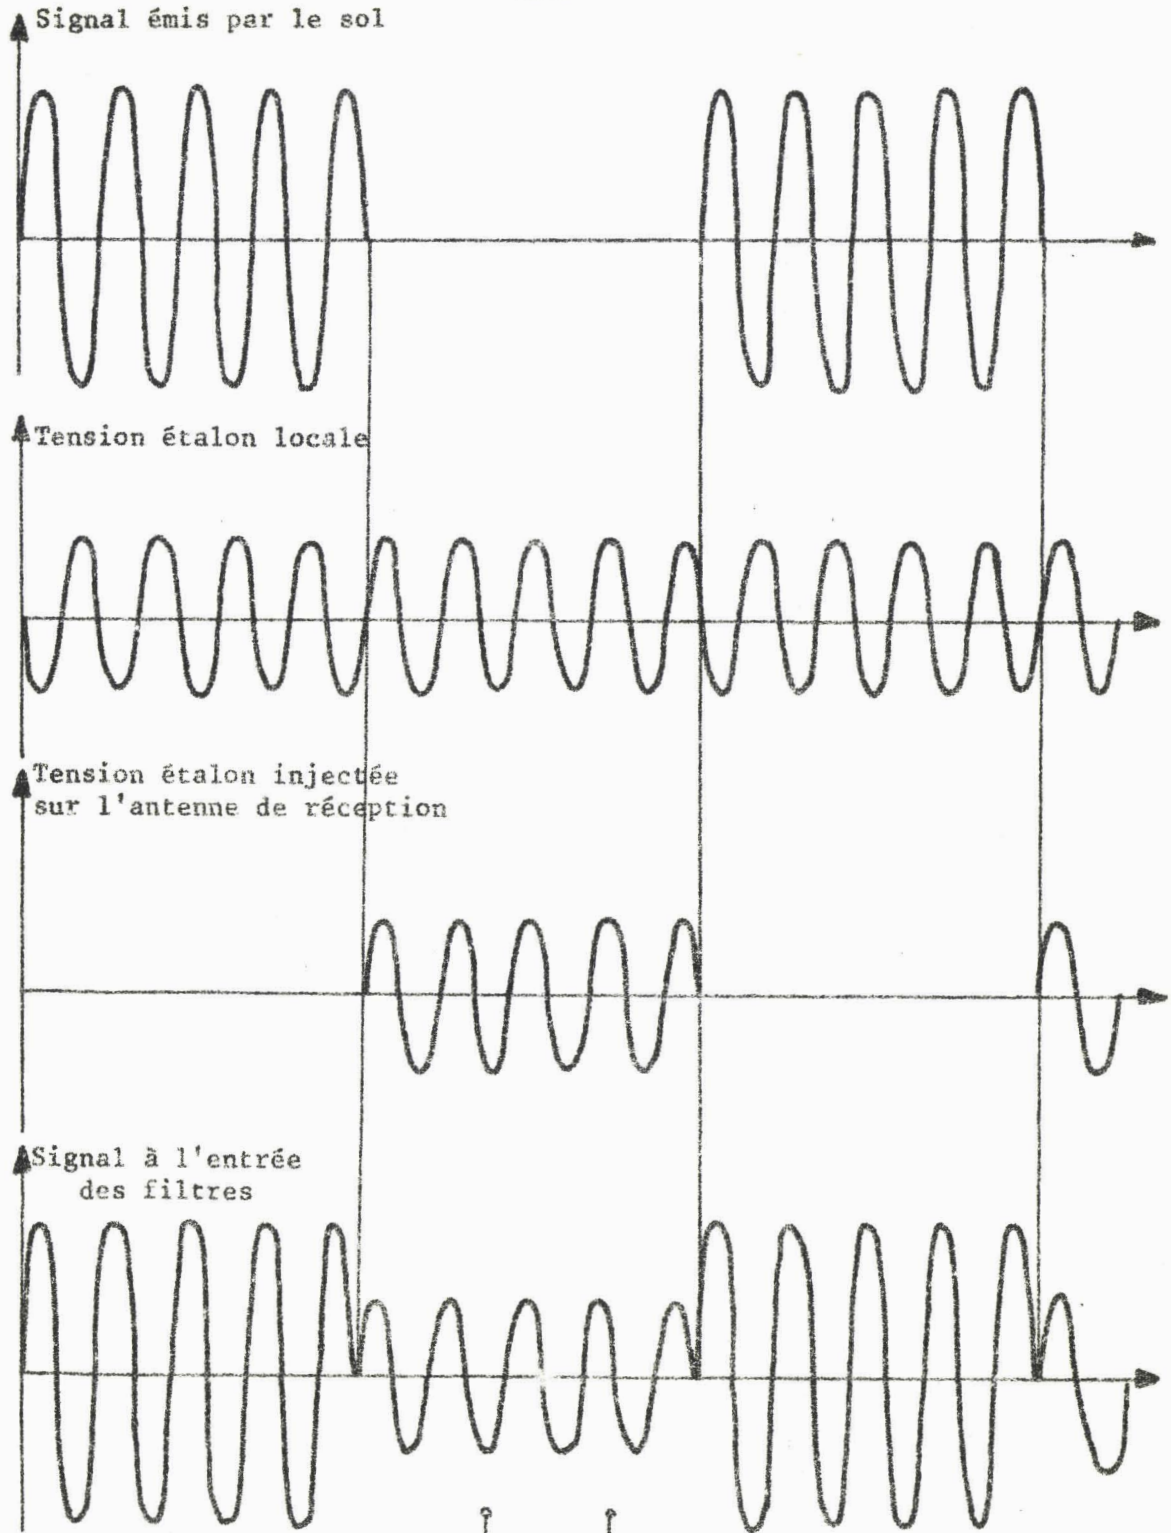 Signal émis par le sol
Tension étalon locale
Tension étalon injectée
sur l'antenne de réception
Signal à l'entrée
des filtres